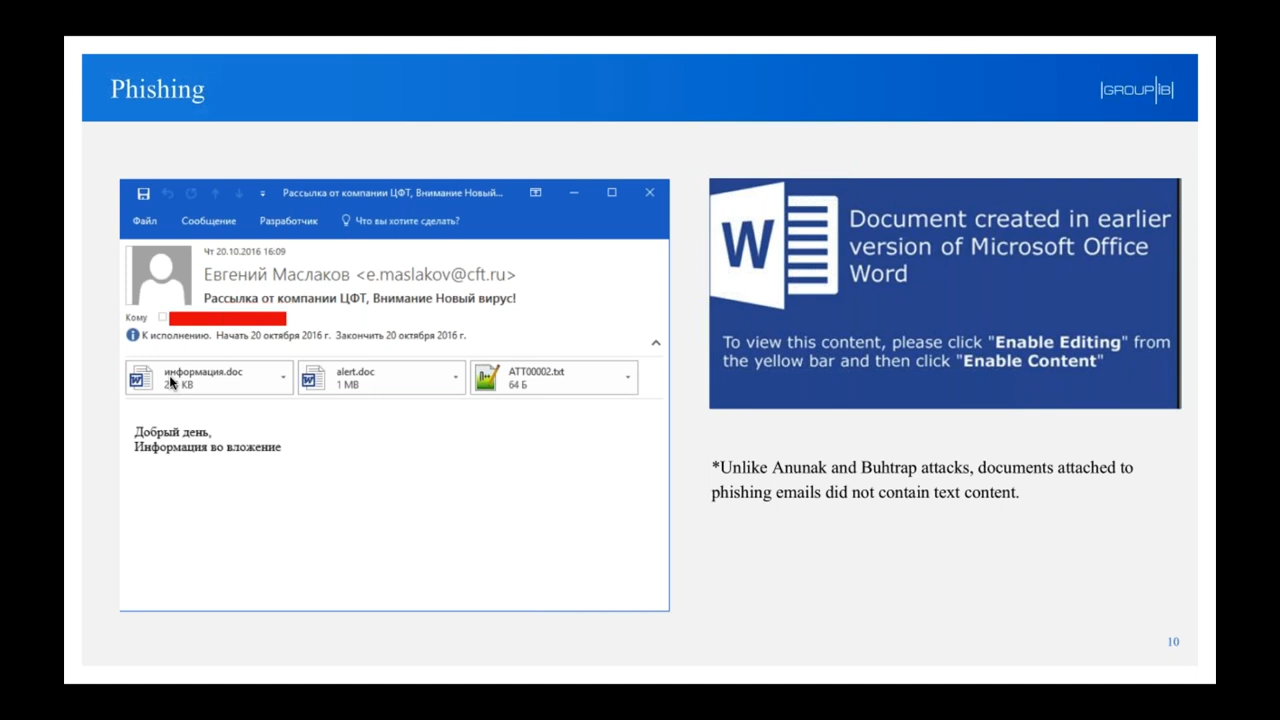 Phishing
|GROUP|iB|
Рассылка от компании ЦФТ, Внимание Новый...
Файл Сообщение Разработчик Что вы хотите сделать?
Чт 20.10.2016 16:09
Евгений Маслаков <e.maslakov@cft.ru>
Рассылка от компании ЦФТ, Внимание Новый вирус!
Кому
К исполнению. Начать 20 октября 2016 г. Закончить 20 октября 2016 г.
информация.doc
KB
alert.doc
1 MB
ATT00002.txt
64 Б
Добрый день,
Информация во вложение
W
Document created in earlier
version of Microsoft Office
Word
To view this content, please click "Enable Editing" from
the yellow bar and then click "Enable Content"
*Unlike Anunak and Buhtrap attacks, documents attached to
phishing emails did not contain text content.
10